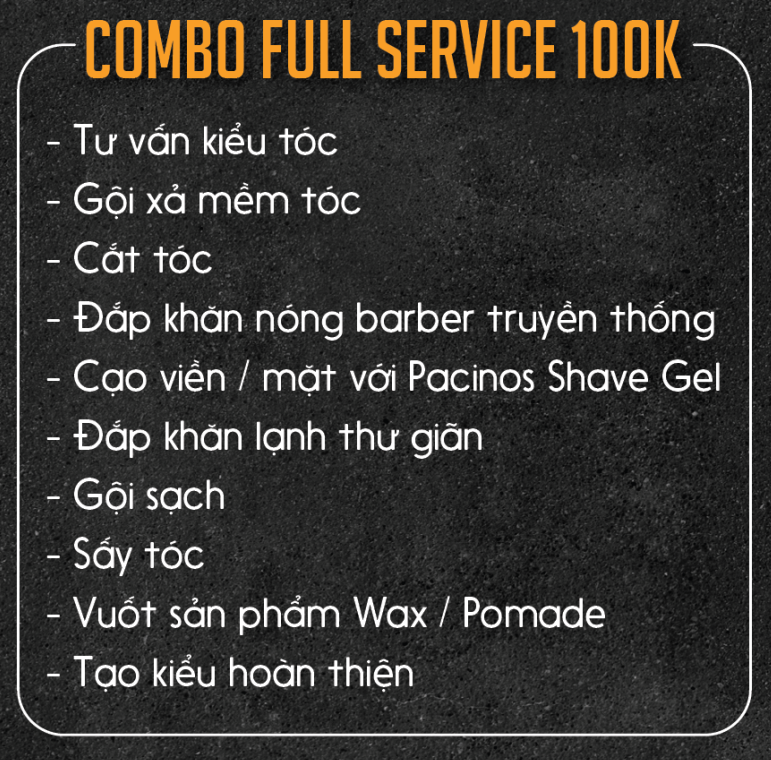 COMBO FULL SERVICE 100K
- Tư vấn kiểu tóc
- Gội xả mềm tóc
- Cắt tóc
- Đắp khăn nóng barber truyền thống
- Cạo viền / mặt với Pacinos Shave Gel
- Đắp khăn lạnh thư giãn
- Gội sạch
- Sấy tóc
- Vuốt sản phẩm Wax / Pomade
- Tạo kiểu hoàn thiện